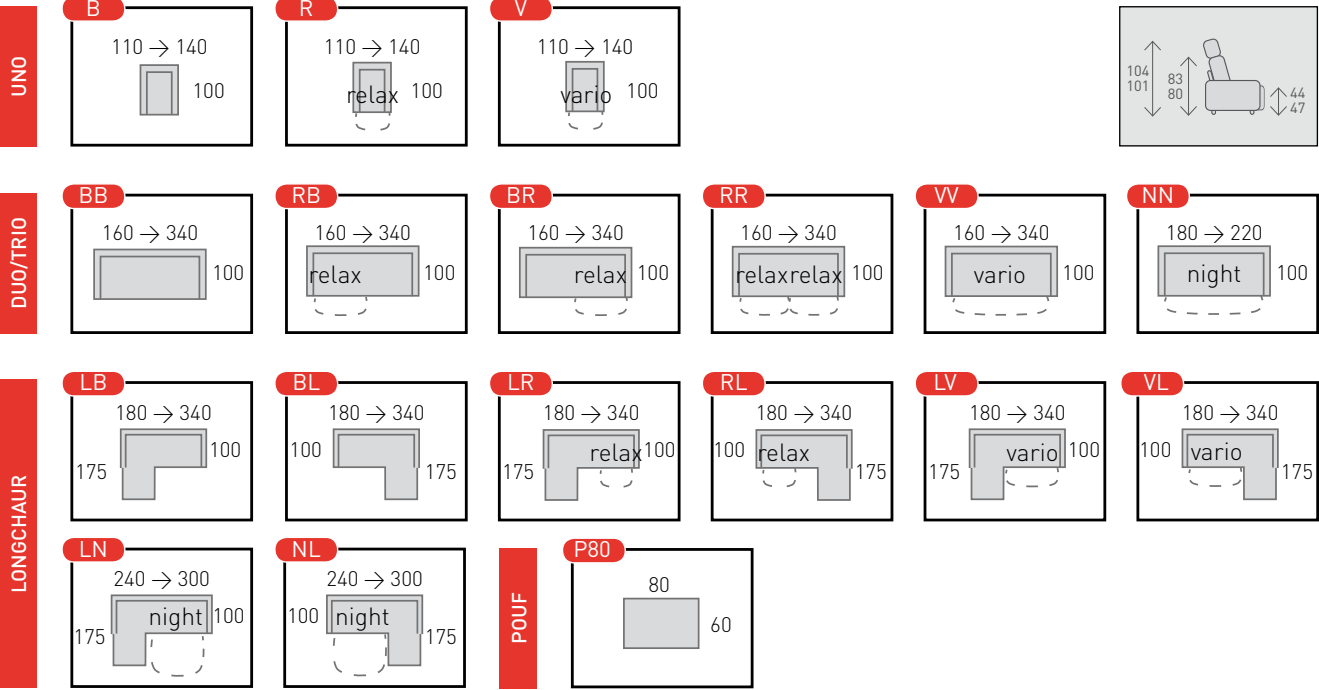 UNO
B
110 → 140
100
R
110 → 140
relax 100
V
110 → 140
vario 100
104
101
83
80
44
47
DUO/TRIO
BB
160 → 340
100
RB
160 → 340
relax 100
BR
160 → 340
relax 100
RR
160 → 340
relax relax 100
VV
160 → 340
vario 100
NN
180 → 220
night 100
LONGCHAUR
LB
180 → 340
100
175
BL
180 → 340
100
175
LR
180 → 340
relax 100
175
RL
180 → 340
100 relax
175
LV
180 → 340
vario 100
175
VL
180 → 340
100 vario
175
LN
240 → 300
night 100
175
NL
240 → 300
100 night
175
POUF
P80
80
60